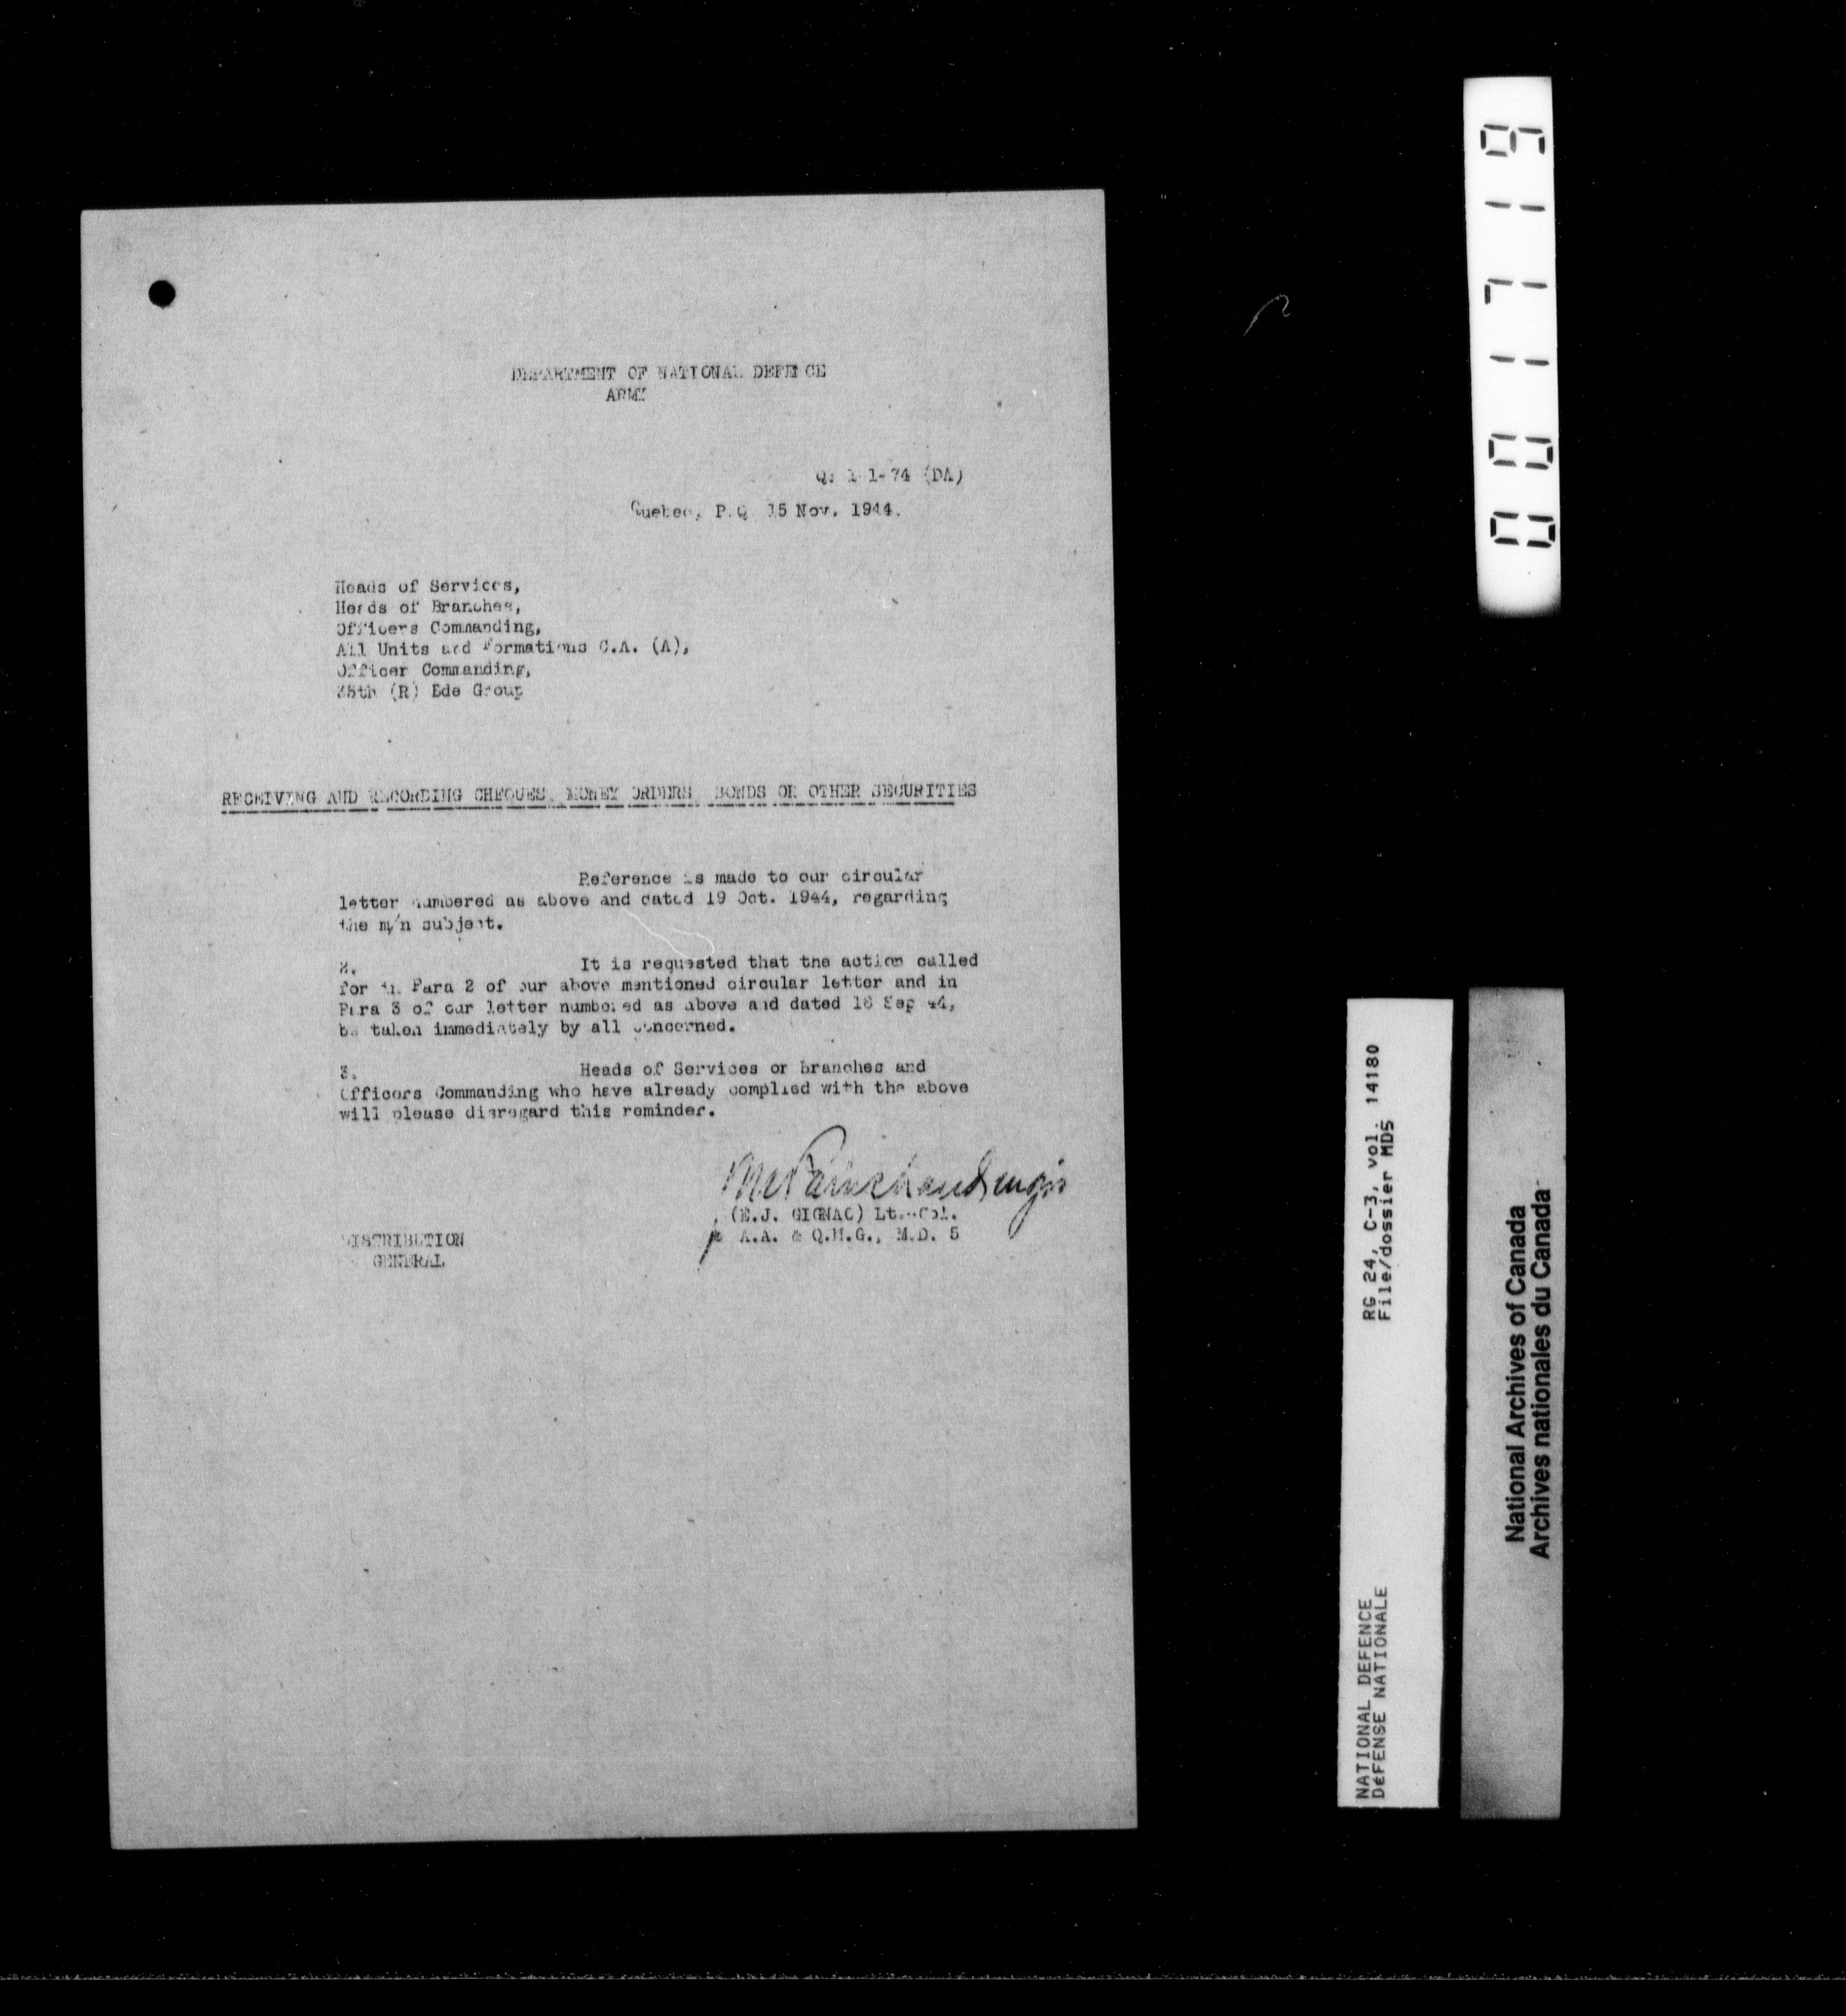 DEPARTMENT OF NATIONAL DEFENCE
ARMY
1-74 (DA)
Quebec, P.Q. 15 Nov. 1944.
Heads of Services,
Heads of Branches,
Officers Commanding,
All Units and Formations C.A. (A),
Officer Commanding,
(R) Bde Group
RECEIVING AND RECORDING CHEQUES, MONEY ORDERS, BONDS OR OTHER SECURITIES
Reference is made to our circular
letter numbered as above and dated 19 Oct. 1944, regarding
the m/n subject.
2. It is requested that the action called
for in Para 2 of our above mentioned circular letter and in
Para 3 of our letter numbered as above and dated Sep 44,
be taken immediately by all concerned.
3. Heads of Services or branches and
Officers Commanding who have already complied with the above
will please disregard this reminder.
(E.J. GIGNAC) Lt.-Col.
A.A. & Q.M.G., M.D. 5
DISTRIBUTION
GENERAL
NATIONAL DEFENCE RG 24, C-3, vol. 14180
DéFENSE NATIONALE File/dossier MD5
National Archives of Canada
Archives nationales du Canada